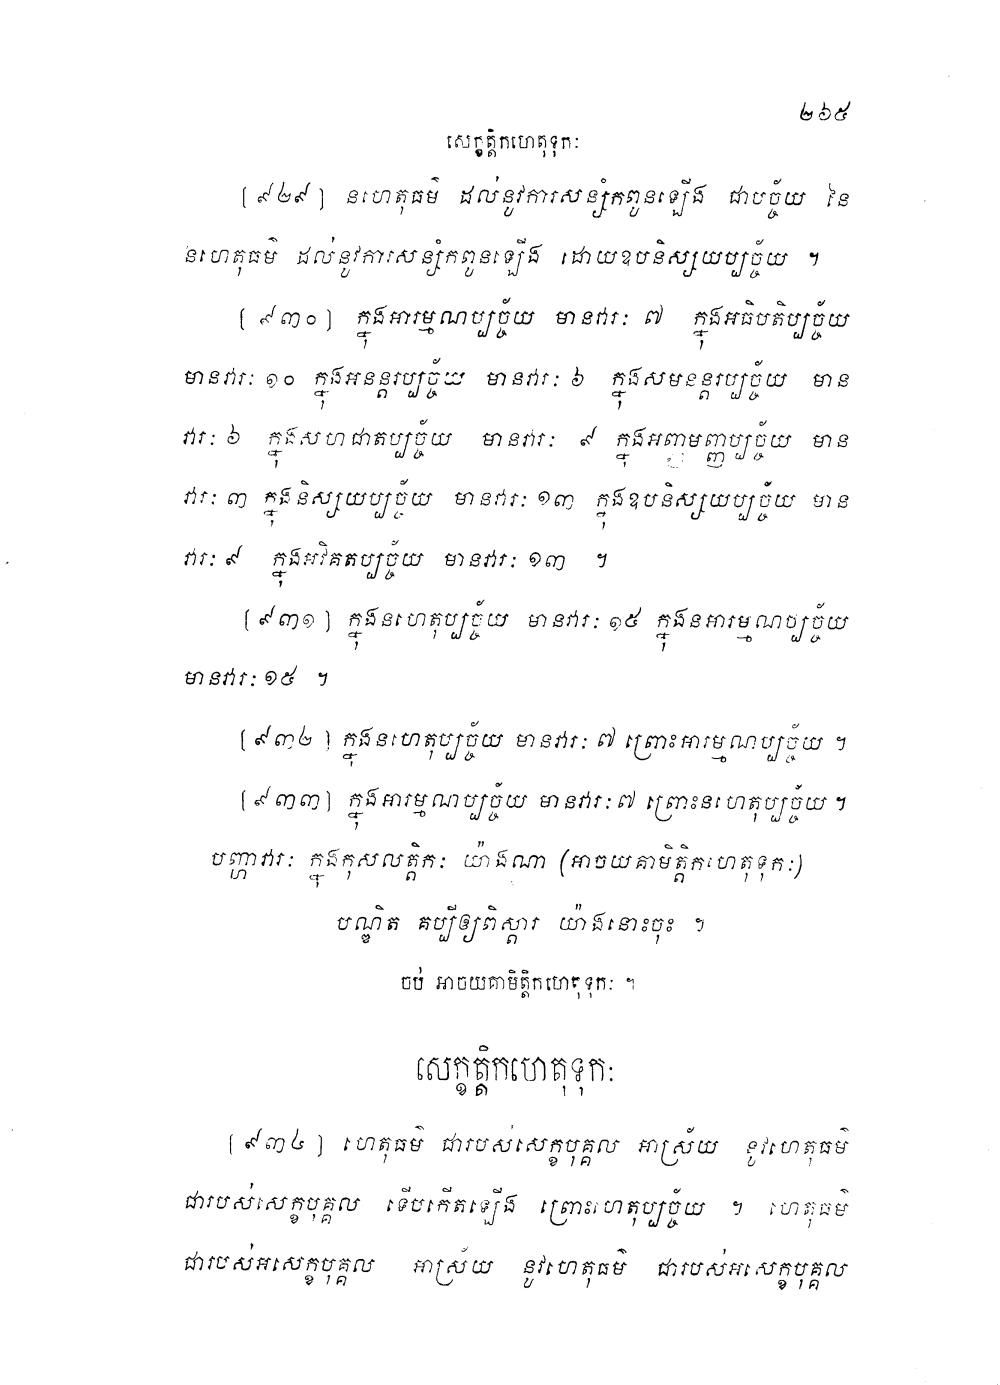 ២៦៥
សេក្ខត្តិកហេតុទុកៈ
[៩២៩] នហេតុធម៌ ដល់នូវការសន្សំកពូនឡើង ជាបច្ច័យ នៃ
នហេតុធម៌ ដល់នូវការសន្សំកពូនឡើង ដោយឧបនិស្សយប្បច្ច័យ ។
[៩៣០] ក្នុងអារម្មណប្បច្ច័យ មានវារៈ ៧ ក្នុងអធិបតិប្បច្ច័យ
មានវារៈ ១០ ក្នុងអនន្តរប្បច្ច័យ មានវារៈ ៦ ក្នុងសមនន្តរប្បច្ច័យ មាន
វារៈ ៦ ក្នុងសហជាតប្បច្ច័យ មានវារៈ ៩ ក្នុងអញ្ញមញ្ញប្បច្ច័យ មាន
វារៈ ៣ ក្នុងនិស្សយប្បច្ច័យ មានវារៈ ១៣ ក្នុងឧបនិស្សយប្បច្ច័យ មាន
វារៈ ៩ ក្នុងអវិគតប្បច្ច័យ មានវារៈ ១៣ ។
[៩៣១] ក្នុងនហេតុប្បច្ច័យ មានវារៈ ១៥ ក្នុងនអារម្មណប្បច្ច័យ
មានវារៈ ១៥ ។
[៩៣២] ក្នុងនហេតុប្បច្ច័យ មានវារៈ ៧ ព្រោះអារម្មណប្បច្ច័យ ។
[៩៣៣] ក្នុងអារម្មណប្បច្ច័យ មានវារៈ ៧ ព្រោះនហេតុប្បច្ច័យ ។
បញ្ហាវារៈ ក្នុងកុសលត្តិកៈ យ៉ាងណា (អាចយគាមិត្តិកហេតុទុកៈ)
បណ្ឌិត គប្បីឲ្យពិស្តារ យ៉ាងនោះចុះ ។
ចប់ អាចយគាមិត្តិកហេតុទុកៈ ។
សេក្ខត្តិកហេតុទុកៈ
[៩៣៤] ហេតុធម៌ ជារបស់សេក្ខបុគ្គល អាស្រ័យ នូវហេតុធម៌
ជារបស់សេក្ខបុគ្គល ទើបកើតឡើង ព្រោះហេតុប្បច្ច័យ ។ ហេតុធម៌
ជារបស់អសេក្ខបុគ្គល អាស្រ័យ នូវហេតុធម៌ ជារបស់អសេក្ខបុគ្គល